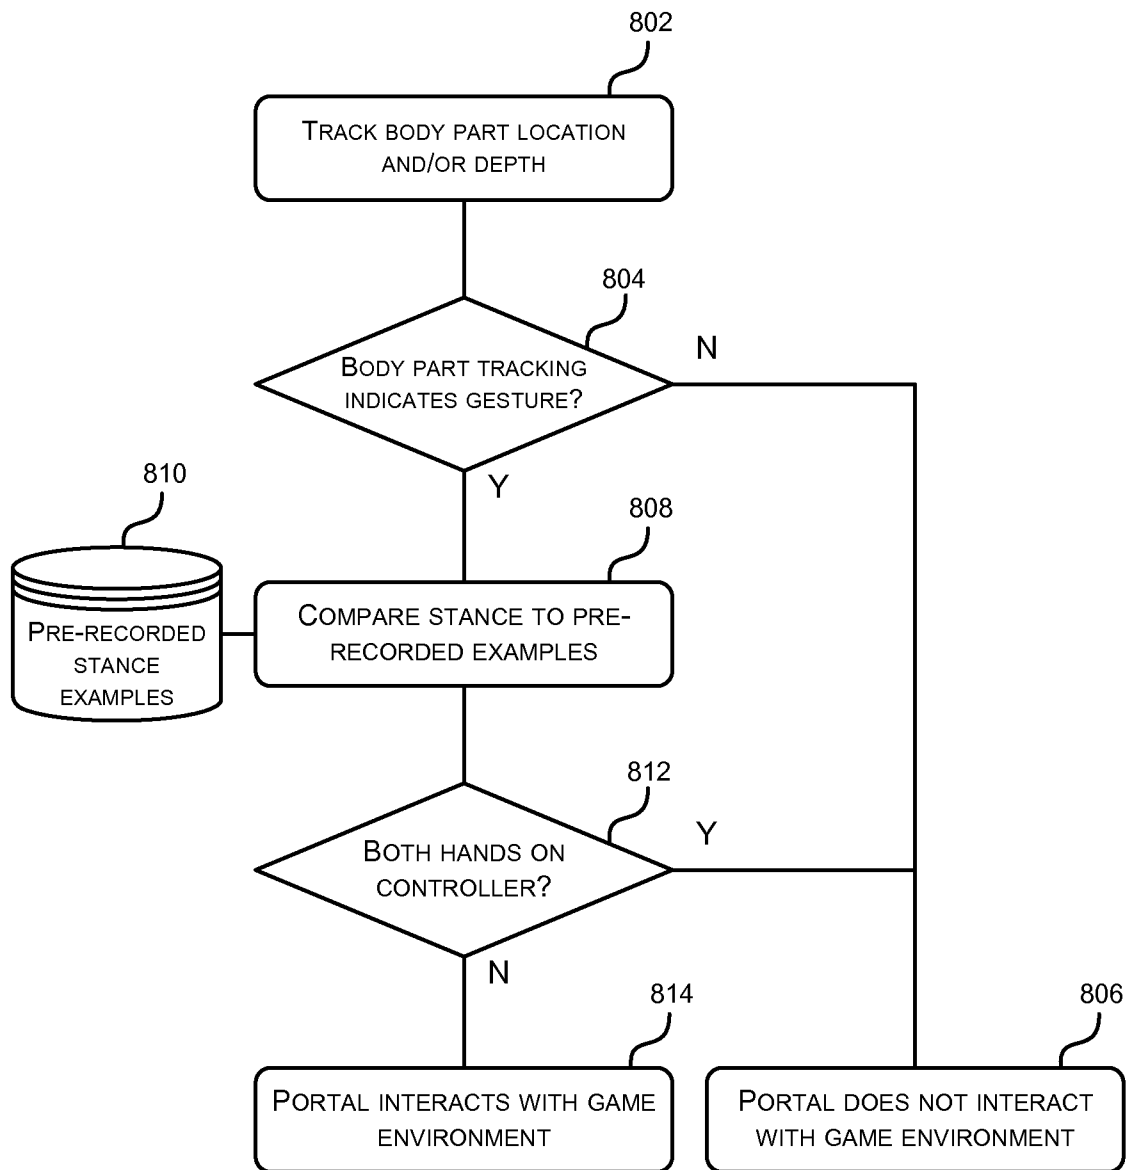 802
TRACK BODY PART LOCATION
AND/OR DEPTH
804
BODY PART TRACKING
INDICATES GESTURE?
N
Y
810
808
PRE-RECORDED
STANCE
EXAMPLES
COMPARE STANCE TO PRE-
RECORDED EXAMPLES
812
BOTH HANDS ON
CONTROLLER?
Y
N
814
806
PORTAL INTERACTS WITH GAME
ENVIRONMENT
PORTAL DOES NOT INTERACT
WITH GAME ENVIRONMENT